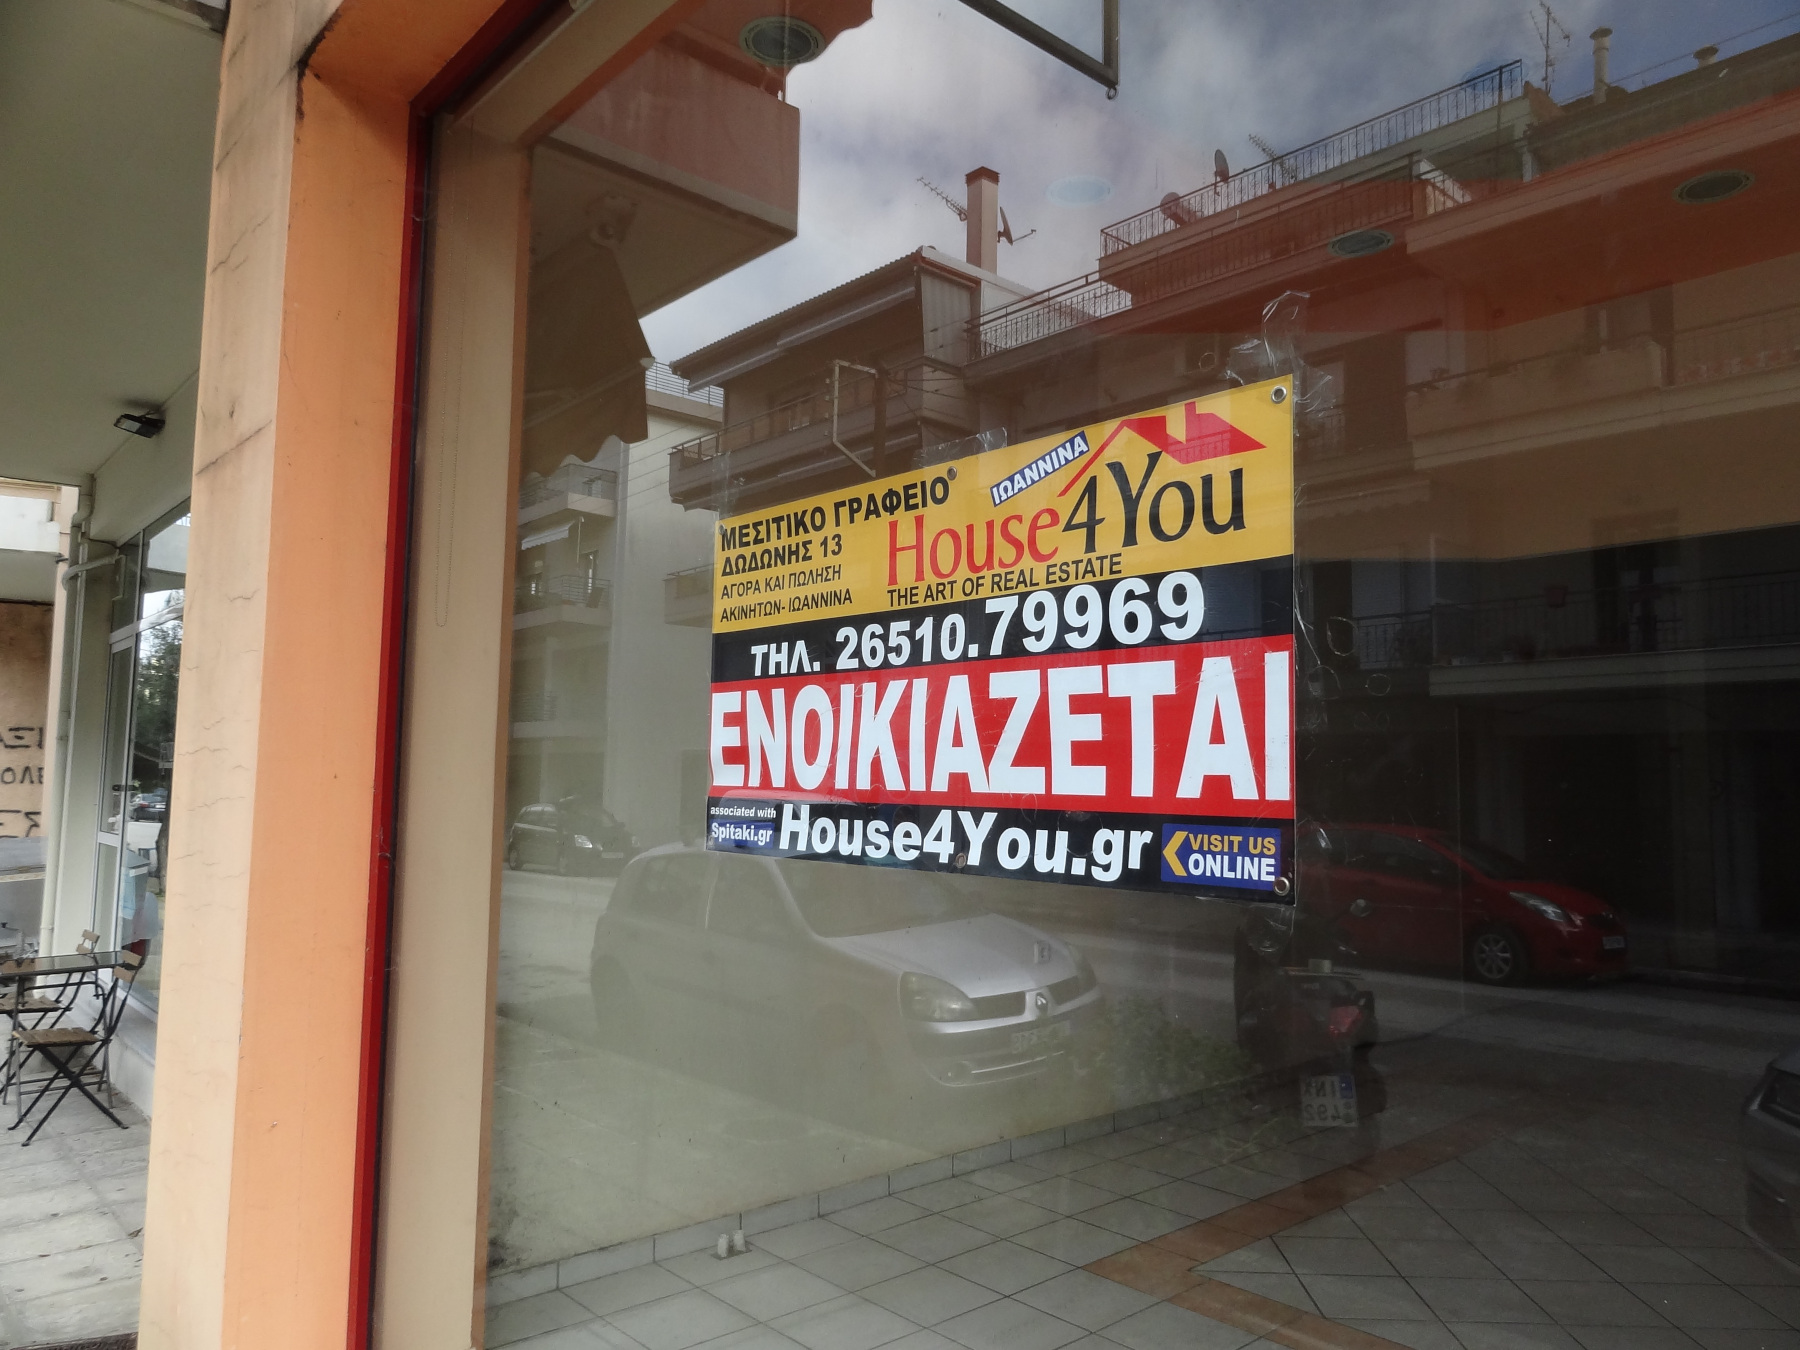 ΜΕΣΙΤΙΚΟ ΓΡΑΦΕΙΟ
ΔΩΔΩΝΗΣ 13
ΑΓΟΡΑ ΚΑΙ ΠΩΛΗΣΗ
ΑΚΙΝΗΤΩΝ- ΙΩΑΝΝΙΝΑ
ΙΩΑΝΝΙΝΑ
House4You
THE ART OF REAL ESTATE
ΤΗΛ. 26510.79969
ΕΝΟΙΚΙΑΖΕΤΑΙ
associated with
Spitaki.gr
House4You.gr
VISIT US
ONLINE